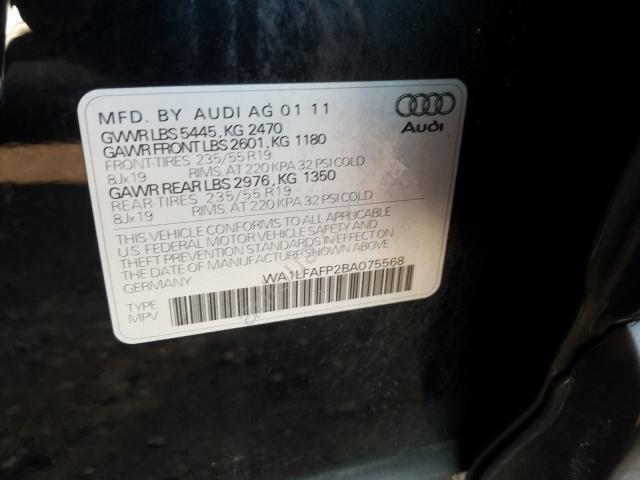 MFD. BY AUDI AG 01 11
GVWR LBS 5445, KG 2470
GAWR FRONT LBS 2601, KG 1180
FRONT-TIRES 235/55 R19
8Jx19 RIMS, AT 220 KPA 32 PSI COLD
GAWR REAR LBS 2976, KG 1350
REAR-TIRES 235/55 R19
8Jx19 RIMS, AT 220 KPA 32 PSI COLD
Audi
THIS VEHICLE CONFORMS TO ALL APPLICABLE
U.S. FEDERAL MOTOR VEHICLE SAFETY AND
THEFT PREVENTION STANDARDS IN EFFECT ON
THE DATE OF MANUFACTURE SHOWN ABOVE
GERMANY WA1LFAFP2BA075568
TYPE
MPV